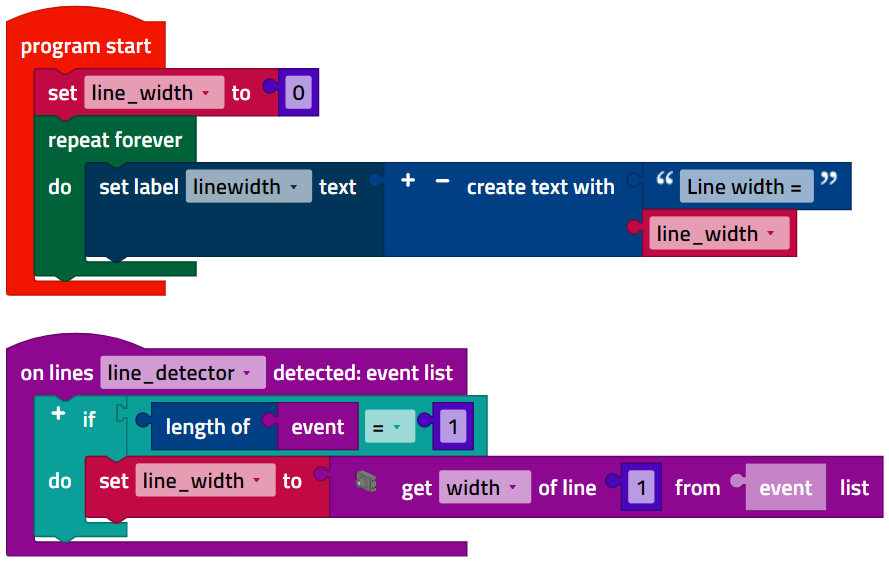 program start
set line_width to 0
repeat forever
do set label linewidth text + − create text with “ Line width = ”
line_width
on lines line_detector detected: event list
+ if length of event = 1
do set line_width to get width of line 1 from event list